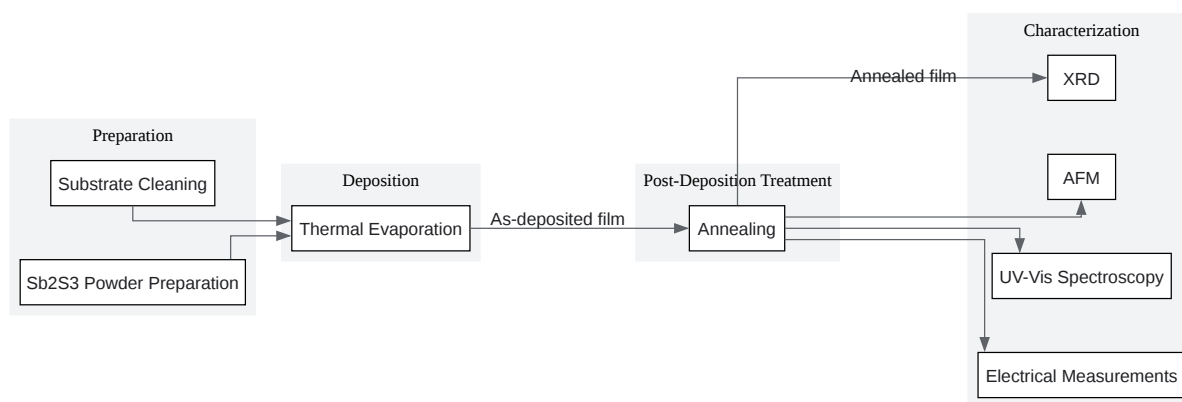 Preparation
Substrate Cleaning
Sb2S3 Powder Preparation
Deposition
Thermal Evaporation
As-deposited film
Post-Deposition Treatment
Annealing
Annealed film
Characterization
XRD
AFM
UV-Vis Spectroscopy
Electrical Measurements